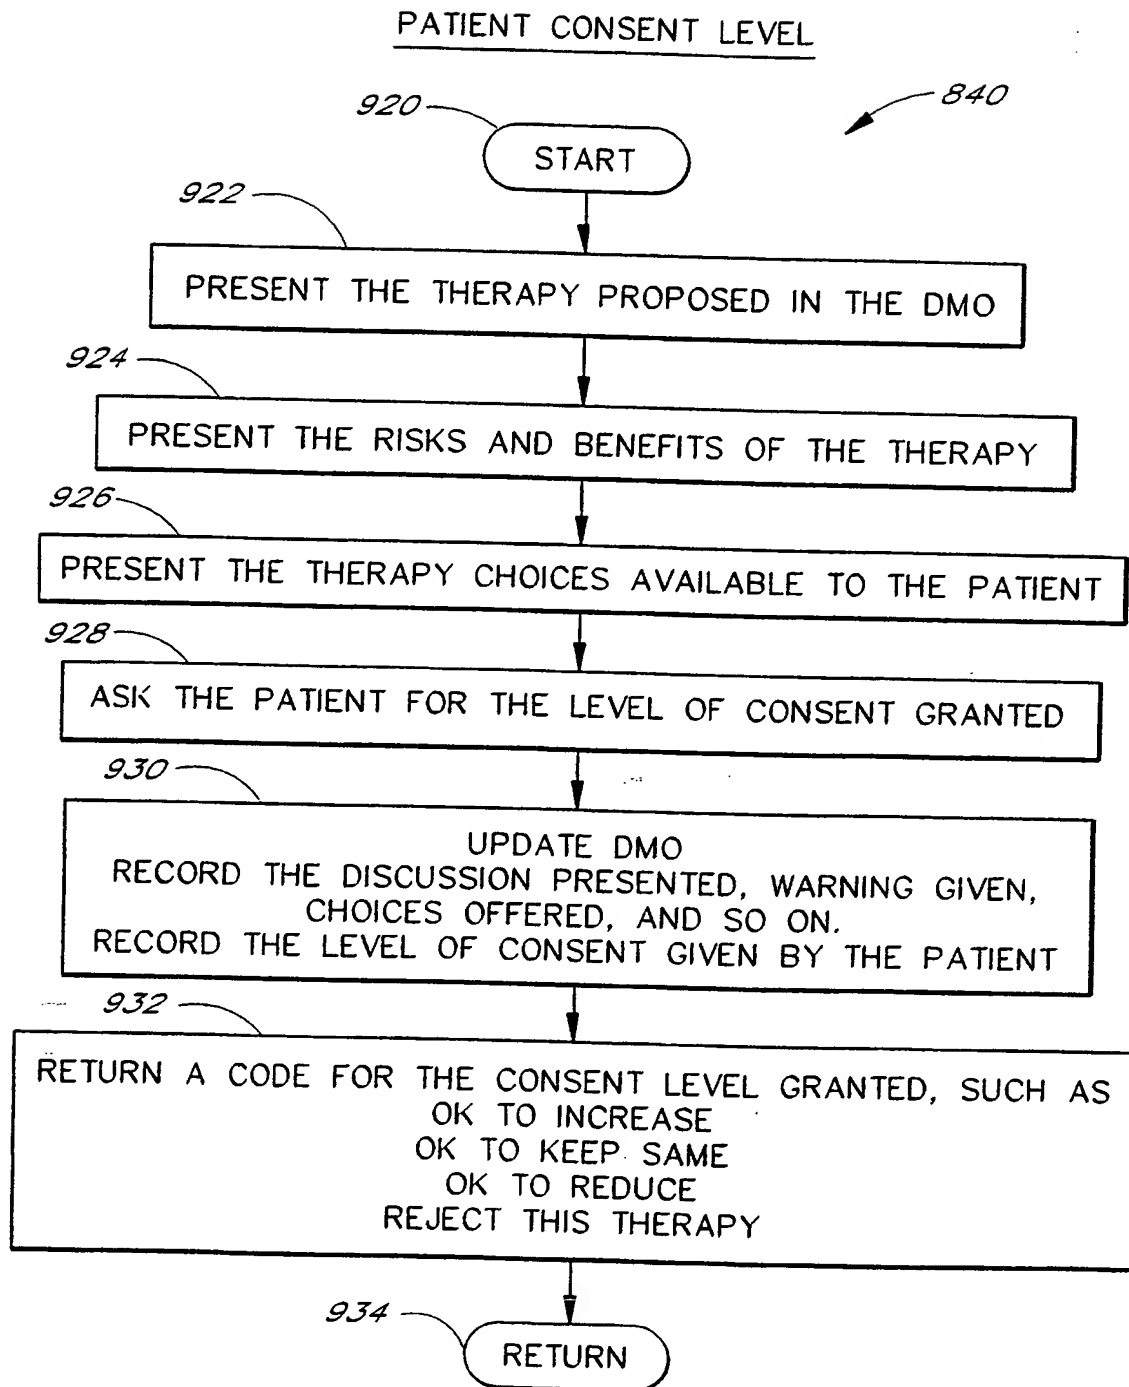 PATIENT CONSENT LEVEL
840
920
START
922
PRESENT THE THERAPY PROPOSED IN THE DMO
924
PRESENT THE RISKS AND BENEFITS OF THE THERAPY
926
PRESENT THE THERAPY CHOICES AVAILABLE TO THE PATIENT
928
ASK THE PATIENT FOR THE LEVEL OF CONSENT GRANTED
930
UPDATE DMO
RECORD THE DISCUSSION PRESENTED, WARNING GIVEN,
CHOICES OFFERED, AND SO ON.
RECORD THE LEVEL OF CONSENT GIVEN BY THE PATIENT
932
RETURN A CODE FOR THE CONSENT LEVEL GRANTED, SUCH AS
OK TO INCREASE
OK TO KEEP SAME
OK TO REDUCE
REJECT THIS THERAPY
934
RETURN